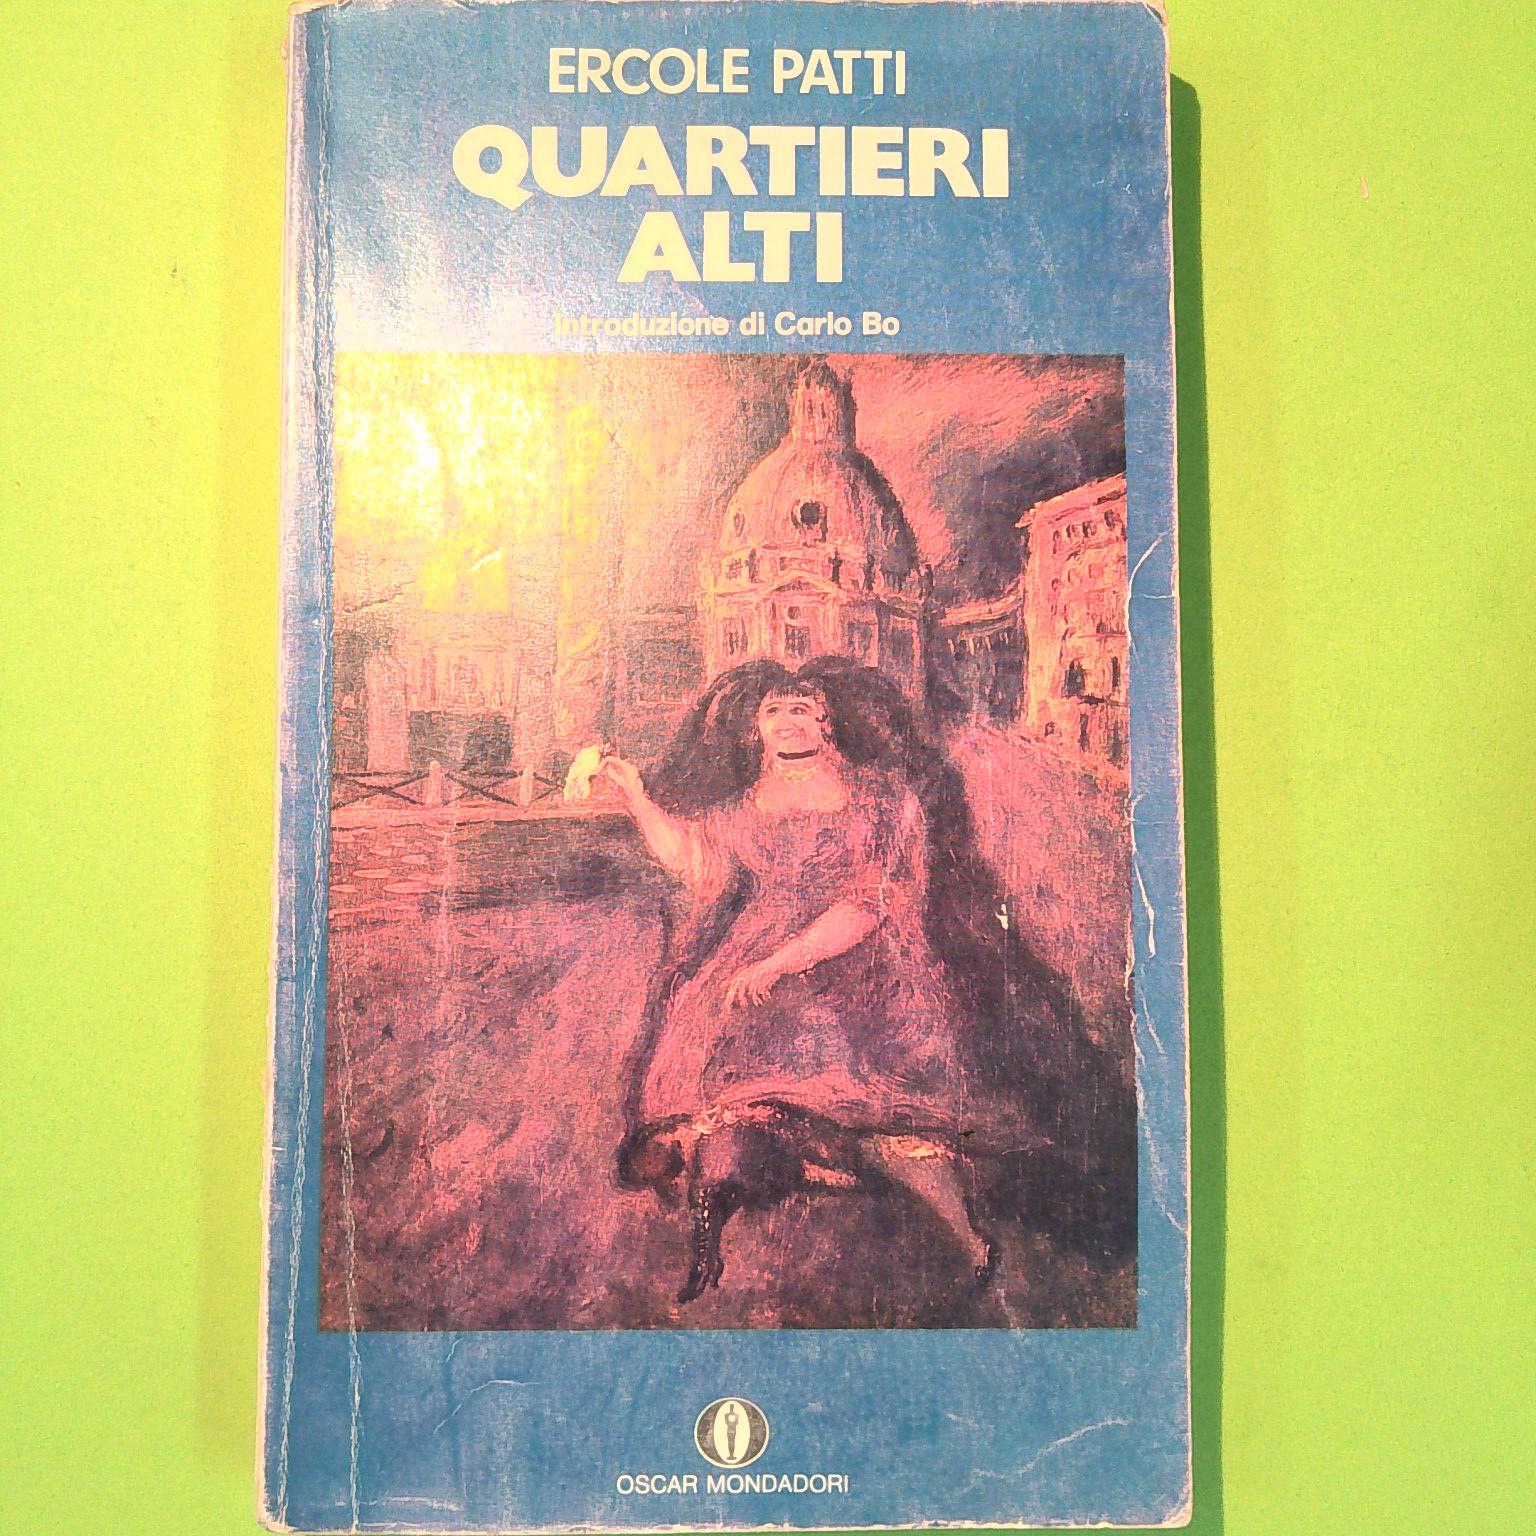 ERCOLE PATTI
QUARTIERI
ALTI
Introduzione di Carlo Bo
OSCAR MONDADORI